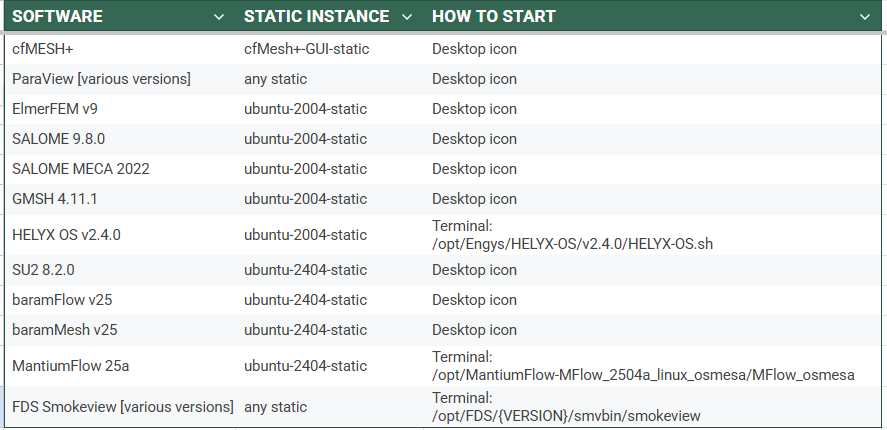 SOFTWARE STATIC INSTANCE HOW TO START
cfMESH+ cfMesh+-GUI-static Desktop icon
ParaView [various versions] any static Desktop icon
ElmerFEM v9 ubuntu-2004-static Desktop icon
SALOME 9.8.0 ubuntu-2004-static Desktop icon
SALOME MECA 2022 ubuntu-2004-static Desktop icon
GMSH 4.11.1 ubuntu-2004-static Desktop icon
HELYX OS v2.4.0 ubuntu-2004-static Terminal:
/opt/Engys/HELYX-OS/v2.4.0/HELYX-OS.sh
SU2 8.2.0 ubuntu-2404-static Desktop icon
baramFlow v25 ubuntu-2404-static Desktop icon
baramMesh v25 ubuntu-2404-static Desktop icon
MantiumFlow 25a ubuntu-2404-static Terminal:
/opt/MantiumFlow-MFlow_2504a_linux_osmesa/MFlow_osmesa
FDS Smokeview [various versions] any static Terminal:
/opt/FDS/{VERSION}/smvbin/smokeview